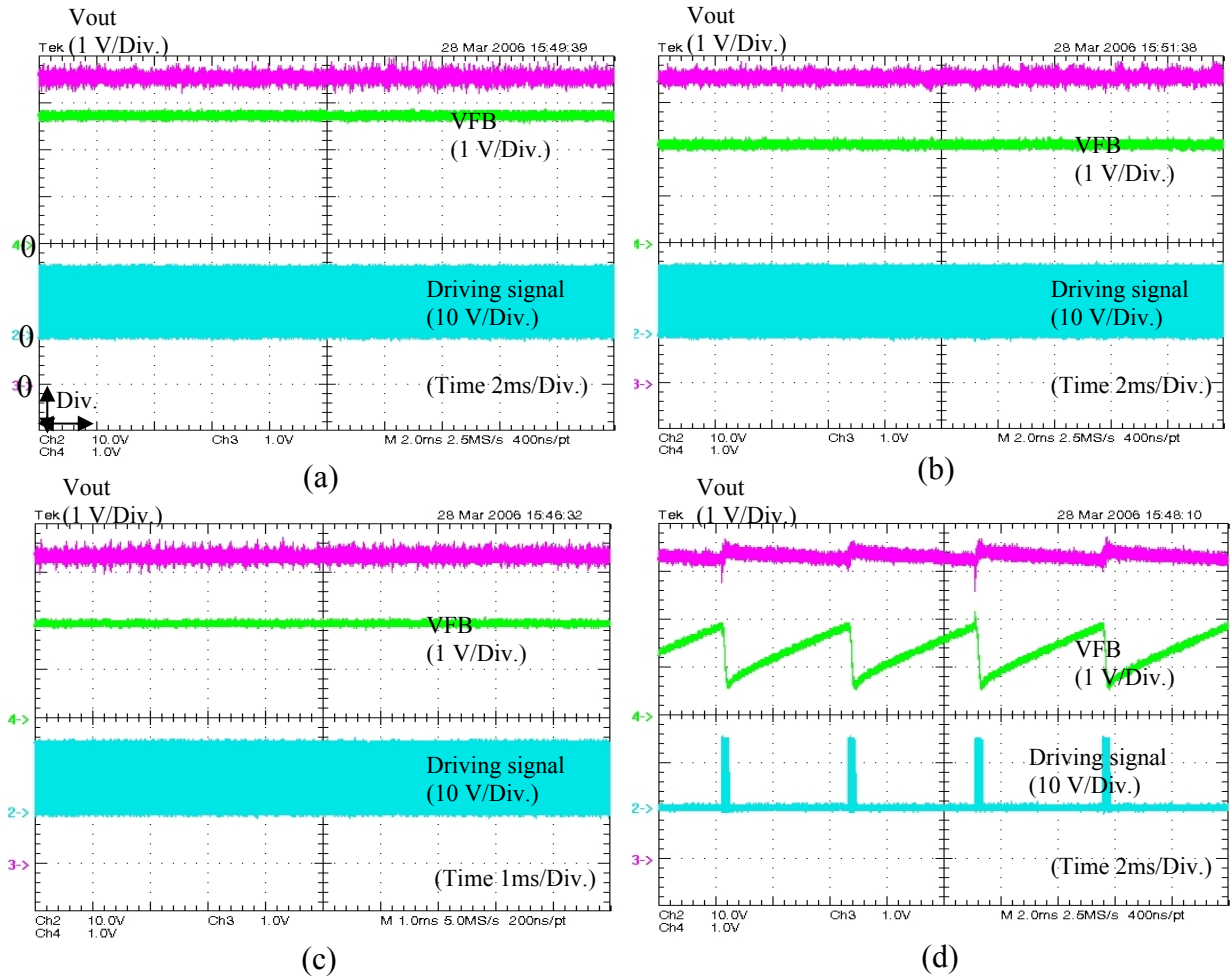 Vout
(1 V/Div.)
Tek
28 Mar 2006 15:49:39
VFB
(1 V/Div.)
4->
0
Driving signal
(10 V/Div.)
2->
0
3->
0
(Time 2ms/Div.)
Div.
Ch2 10.0V Ch3 1.0V M 2.0ms 2.5MS/s 400ns/pt
Ch4 1.0V
(a)
Vout
(1 V/Div.)
Tek
28 Mar 2006 15:51:38
VFB
(1 V/Div.)
4->
Driving signal
(10 V/Div.)
2->
3->
(Time 2ms/Div.)
Ch2 10.0V Ch3 1.0V M 2.0ms 2.5MS/s 400ns/pt
Ch4 1.0V
(b)
Vout
(1 V/Div.)
Tek
28 Mar 2006 15:46:32
VFB
(1 V/Div.)
4->
Driving signal
(10 V/Div.)
2->
3->
(Time 1ms/Div.)
Ch2 10.0V Ch3 1.0V M 1.0ms 5.0MS/s 200ns/pt
Ch4 1.0V
(c)
Vout
(1 V/Div.)
Tek
28 Mar 2006 15:48:10
VFB
(1 V/Div.)
4->
Driving signal
(10 V/Div.)
2->
3->
(Time 2ms/Div.)
Ch2 10.0V Ch3 1.0V M 2.0ms 2.5MS/s 400ns/pt
Ch4 1.0V
(d)